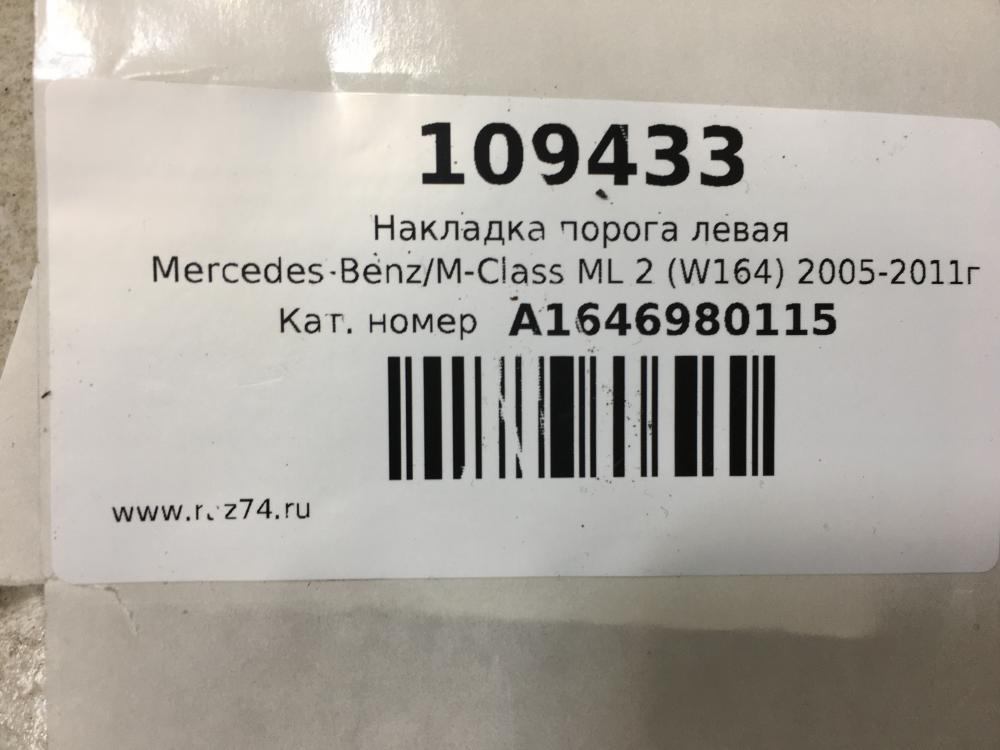 109433
Накладка порога левая
Mercedes-Benz/M-Class ML 2 (W164) 2005-2011г
Кат. номер A1646980115